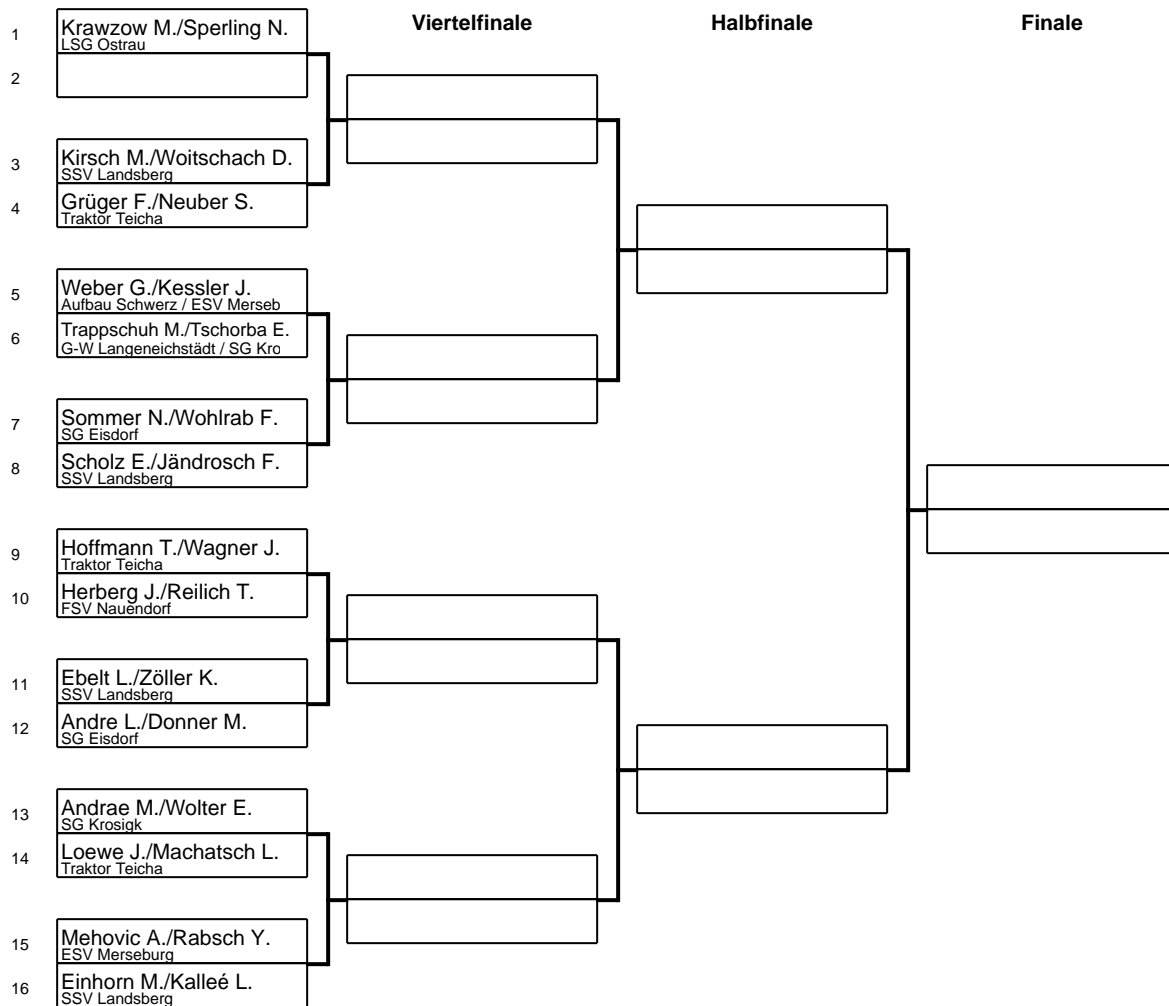 Viertelfinale Halbfinale Finale
1 Krawzow M./Sperling N.
LSG Ostrau
2
3 Kirsch M./Woitschach D.
SSV Landsberg
4 Grüger F./Neuber S.
Traktor Teicha
5 Weber G./Kessler J.
Aufbau Schwerz / ESV Merseb
6 Trappschuh M./Tschorba E.
G-W Langeneichstädt / SG Kro
7 Sommer N./Wohlrab F.
SG Eisdorf
8 Scholz E./Jändrosch F.
SSV Landsberg
9 Hoffmann T./Wagner J.
Traktor Teicha
10 Herberg J./Reilich T.
FSV Nauendorf
11 Ebelt L./Zöller K.
SSV Landsberg
12 Andre L./Donner M.
SG Eisdorf
13 Andrae M./Wolter E.
SG Krosigk
14 Loewe J./Machatsch L.
Traktor Teicha
15 Mehovic A./Rabsch Y.
ESV Merseburg
16 Einhorn M./Kalleé L.
SSV Landsberg